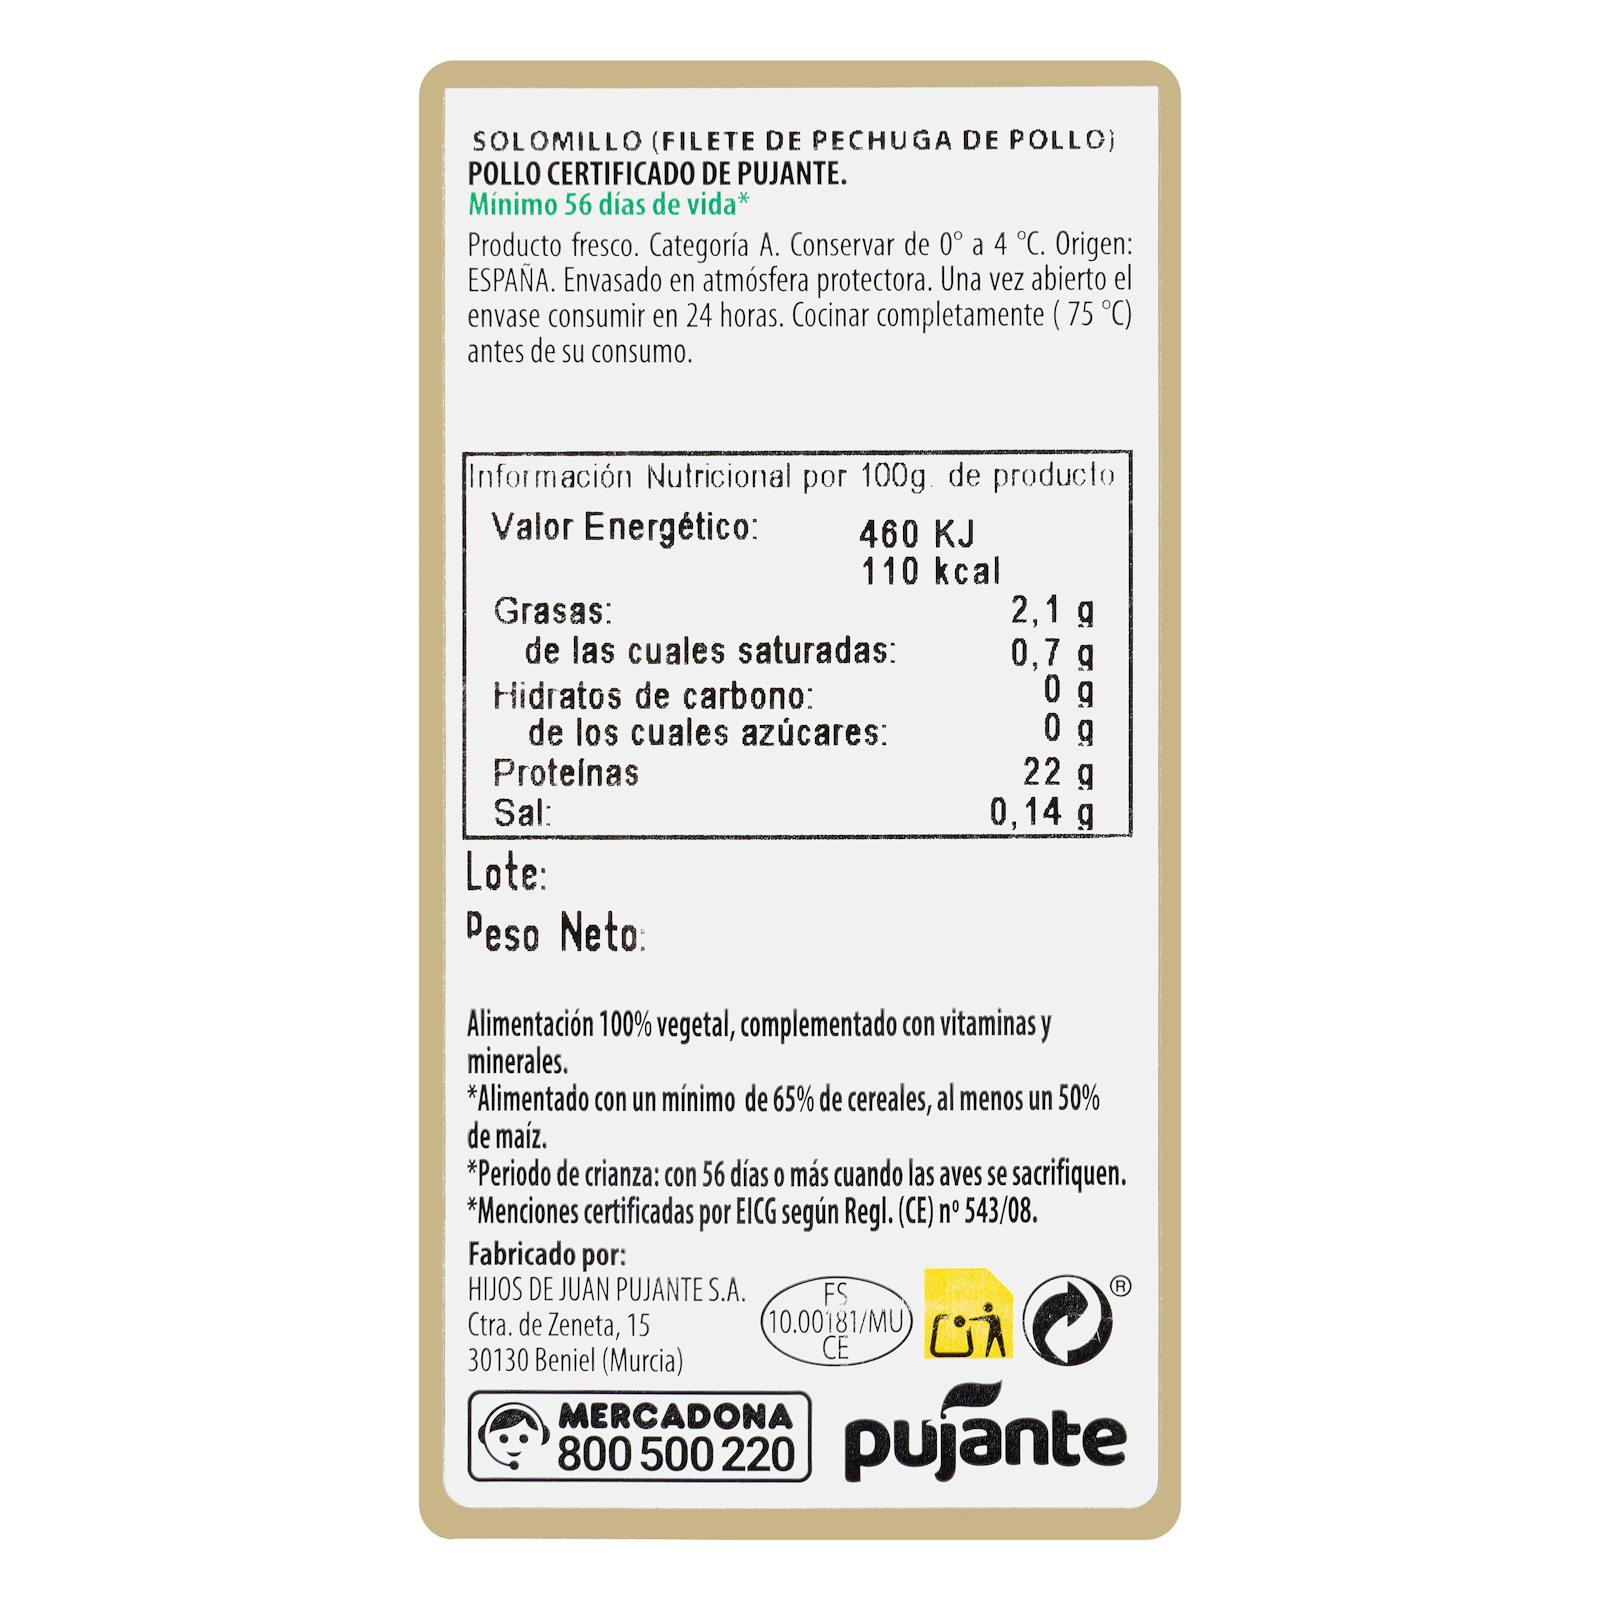 SOLOMILLO (FILETE DE PECHUGA DE POLLO)
POLLO CERTIFICADO DE PUJANTE.
Mínimo 56 días de vida*
Producto fresco. Categoría A. Conservar de 0° a 4 °C. Origen:
ESPAÑA. Envasado en atmósfera protectora. Una vez abierto el
envase consumir en 24 horas. Cocinar completamente ( 75 °C)
antes de su consumo.
Información Nutricional por 100g. de producto
Valor Energético: 460 KJ
110 kcal
Grasas: 2,1 g
de las cuales saturadas: 0,7 g
Hidratos de carbono: 0 g
de los cuales azúcares: 0 g
Proteínas 22 g
Sal: 0,14 g
Lote:
Peso Neto:
Alimentación 100% vegetal, complementado con vitaminas y
minerales.
*Alimentado con un mínimo de 65% de cereales, al menos un 50%
de maíz.
*Periodo de crianza: con 56 días o más cuando las aves se sacrifiquen.
*Menciones certificadas por EICG según Regl. (CE) nº 543/08.
Fabricado por:
HIJOS DE JUAN PUJANTE S.A.
Ctra. de Zeneta, 15
30130 Beniel (Murcia)
ES
10.00181/MU
CE
®
MERCADONA
800 500 220
pujante